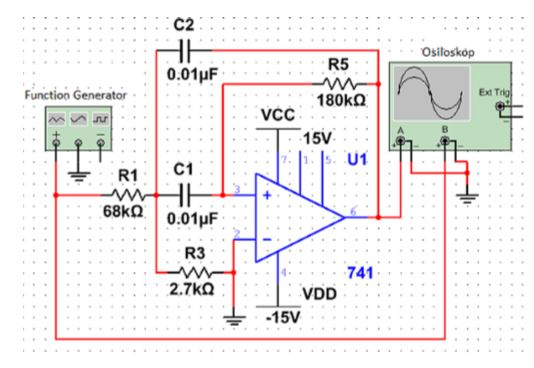 C2
0.01µF
Osiloskop
R5
180kΩ
Function Generator
Ext Trig
+
−
VCC
A
B
+ −
+ −
+ −
15V
U1
7
1
5
R1
68kΩ
C1
0.01µF
3
+
6
2
−
R3
2.7kΩ
4
741
VDD
-15V